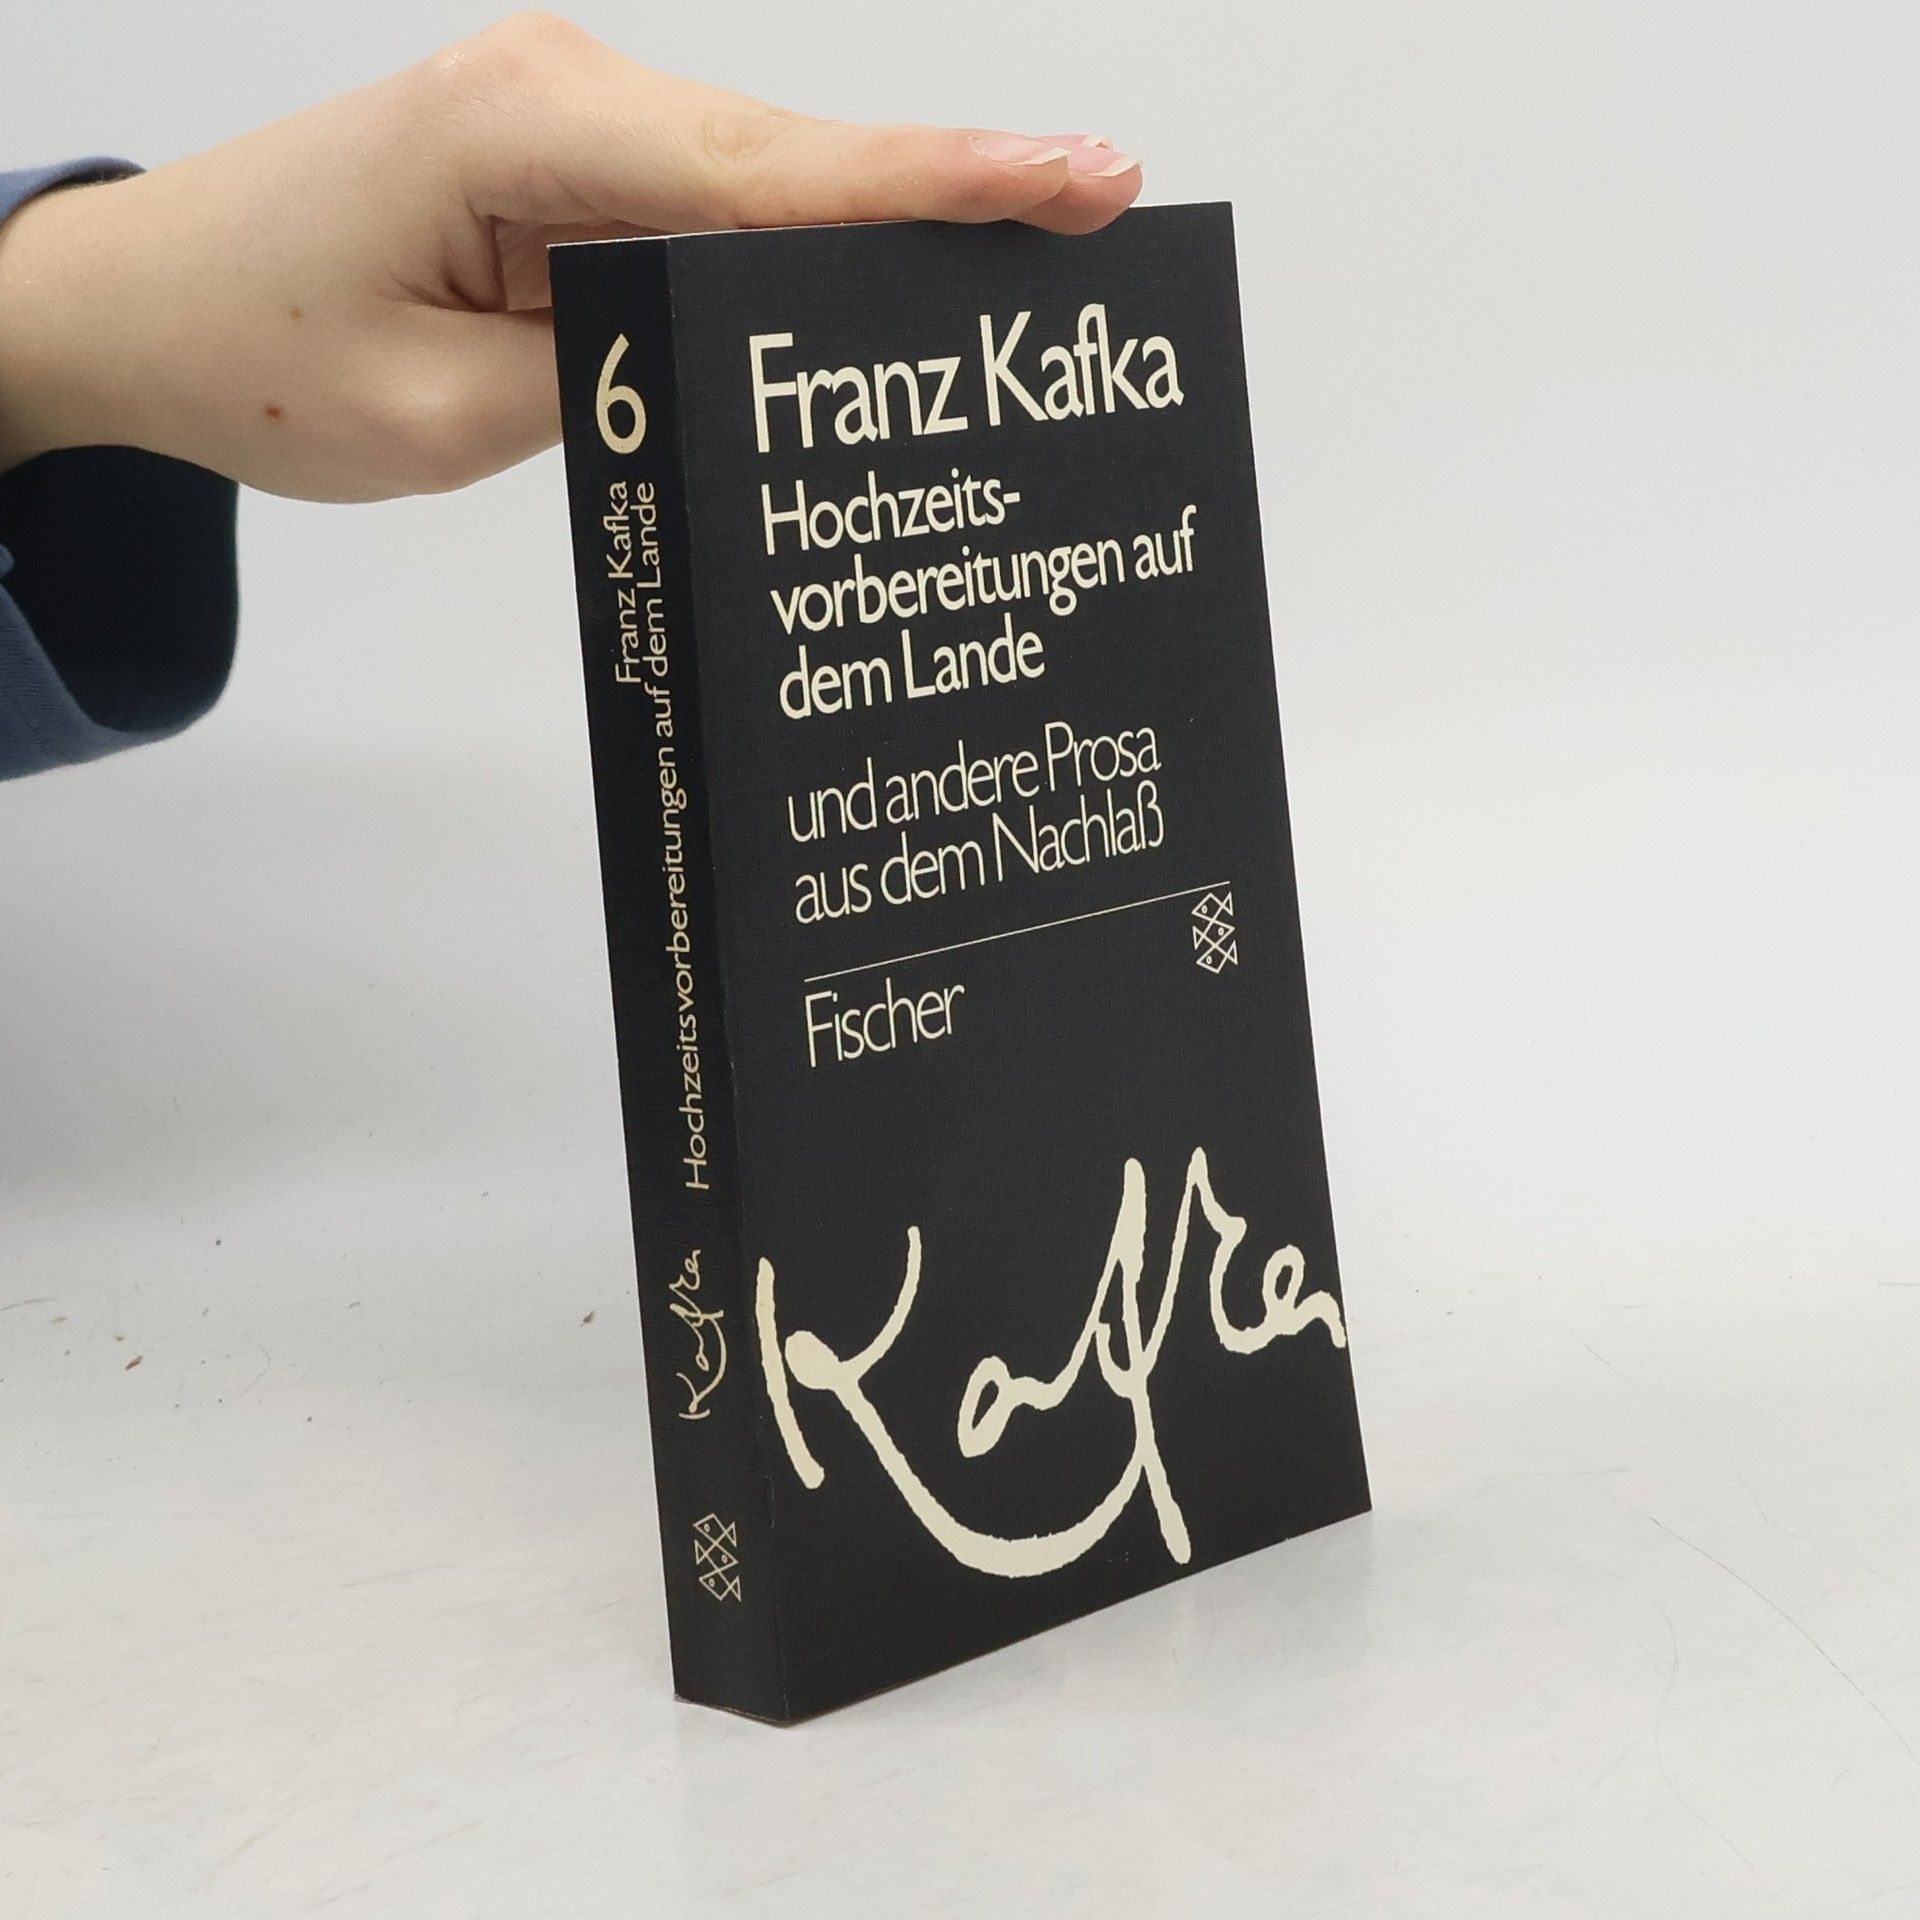 6
Franz Kafka
Hochzeitsvorbereitungen auf dem Lande
Kafka
Franz Kafka
Hochzeits-
vorbereitungen auf
dem Lande
und andere Prosa
aus dem Nachlaß
Fischer
Kafka